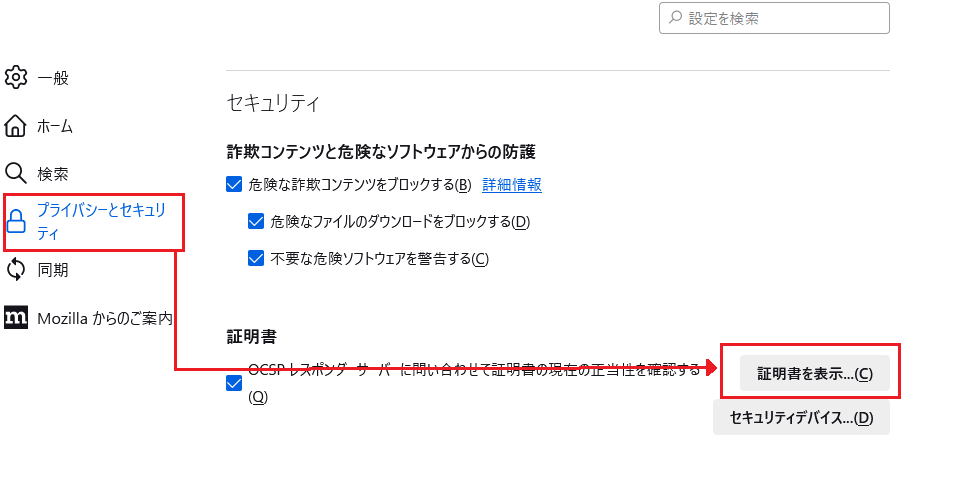 設定を検索
一般
ホーム
検索
プライバシーとセキュリ
ティ
同期
m Mozilla からのご案内
セキュリティ
詐欺コンテンツと危険なソフトウェアからの防護
危険な詐欺コンテンツをブロックする(B) 詳細情報
危険なファイルのダウンロードをブロックする(D)
不要な危険ソフトウェアを警告する(C)
証明書
OCSP レスポンダーサーバーに問い合わせて証明書の現在の正当性を確認する
(Q)
証明書を表示...(C)
セキュリティデバイス...(D)